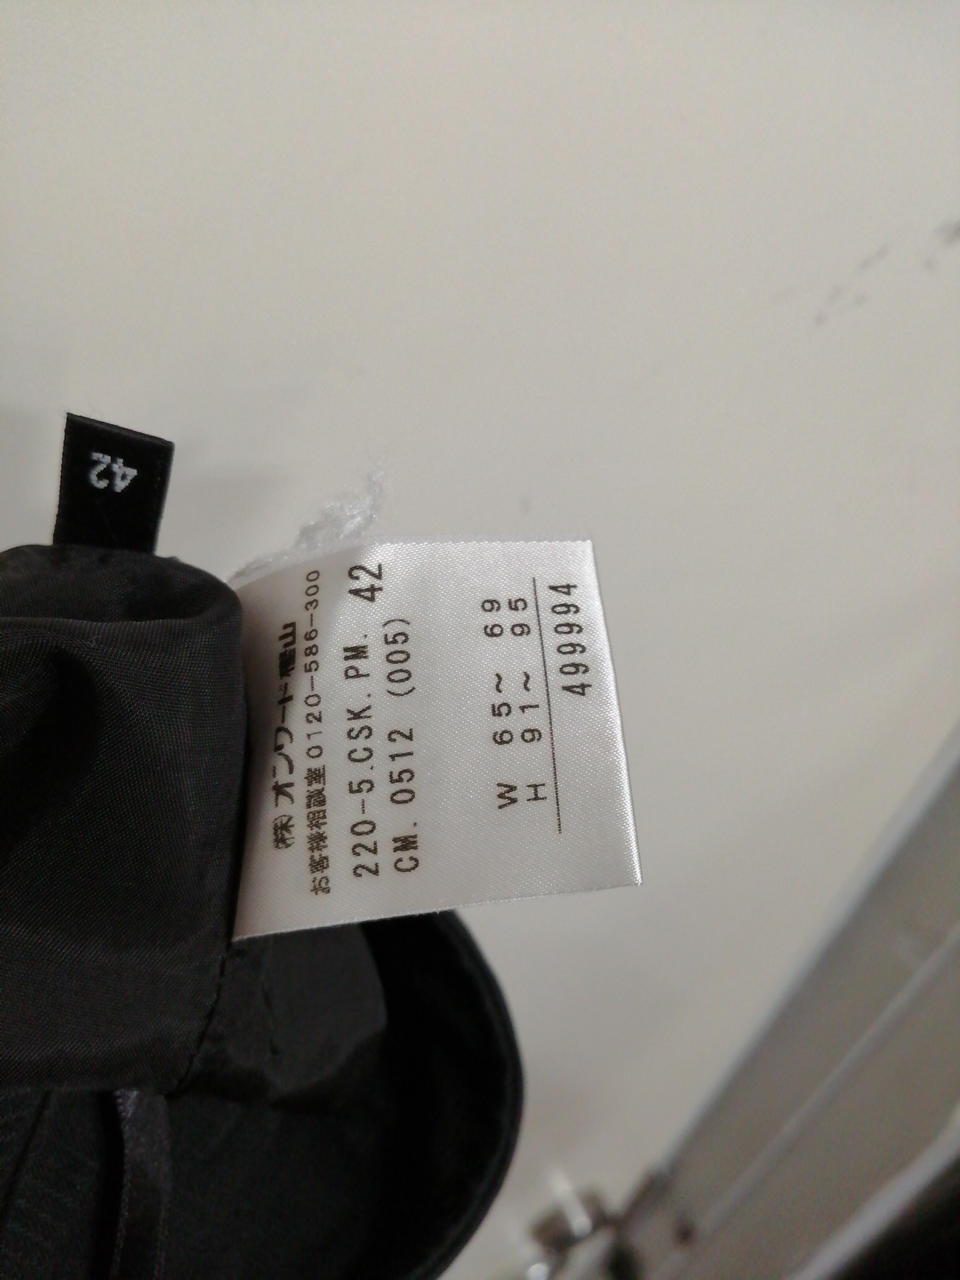 42
(株)オンワード樫山
お客様相談室 0120-586-300
220-5.CSK.PM. 42
CM.0512 (005)
W 65~ 69
H 91~ 95
499994